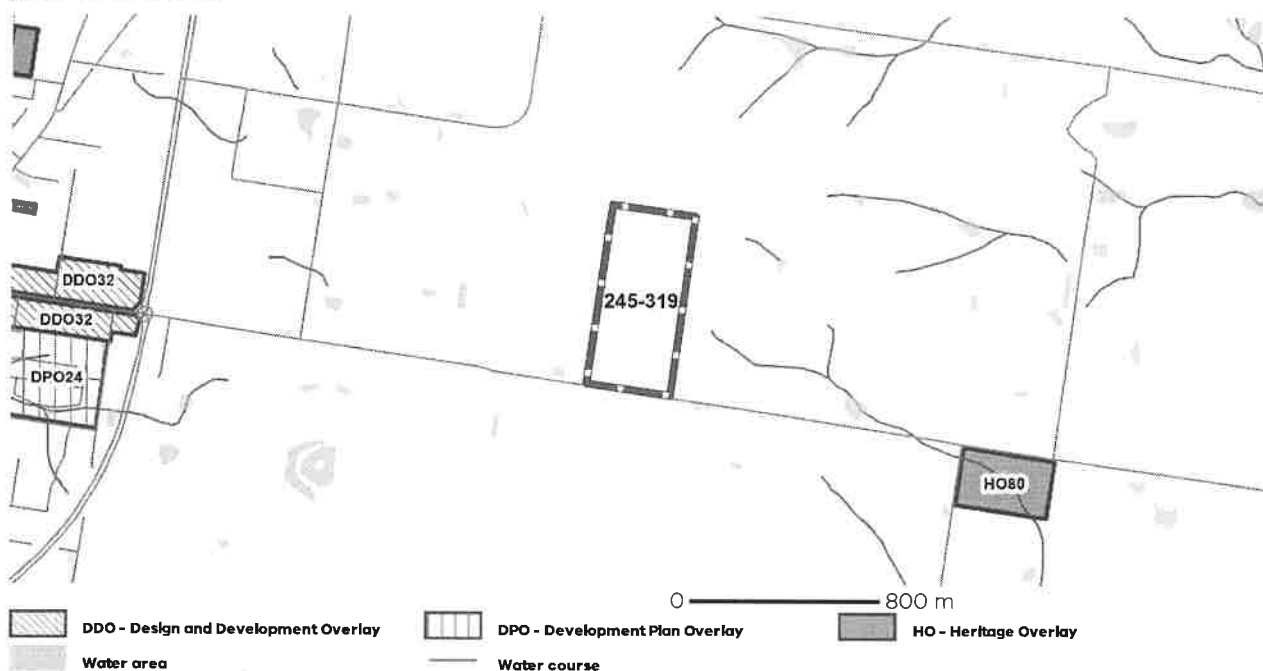 DDO32
DDO32
DPO24
245-319
HO80
0 800 m
DDO - Design and Development Overlay
DPO - Development Plan Overlay
HO - Heritage Overlay
Water area
Water course